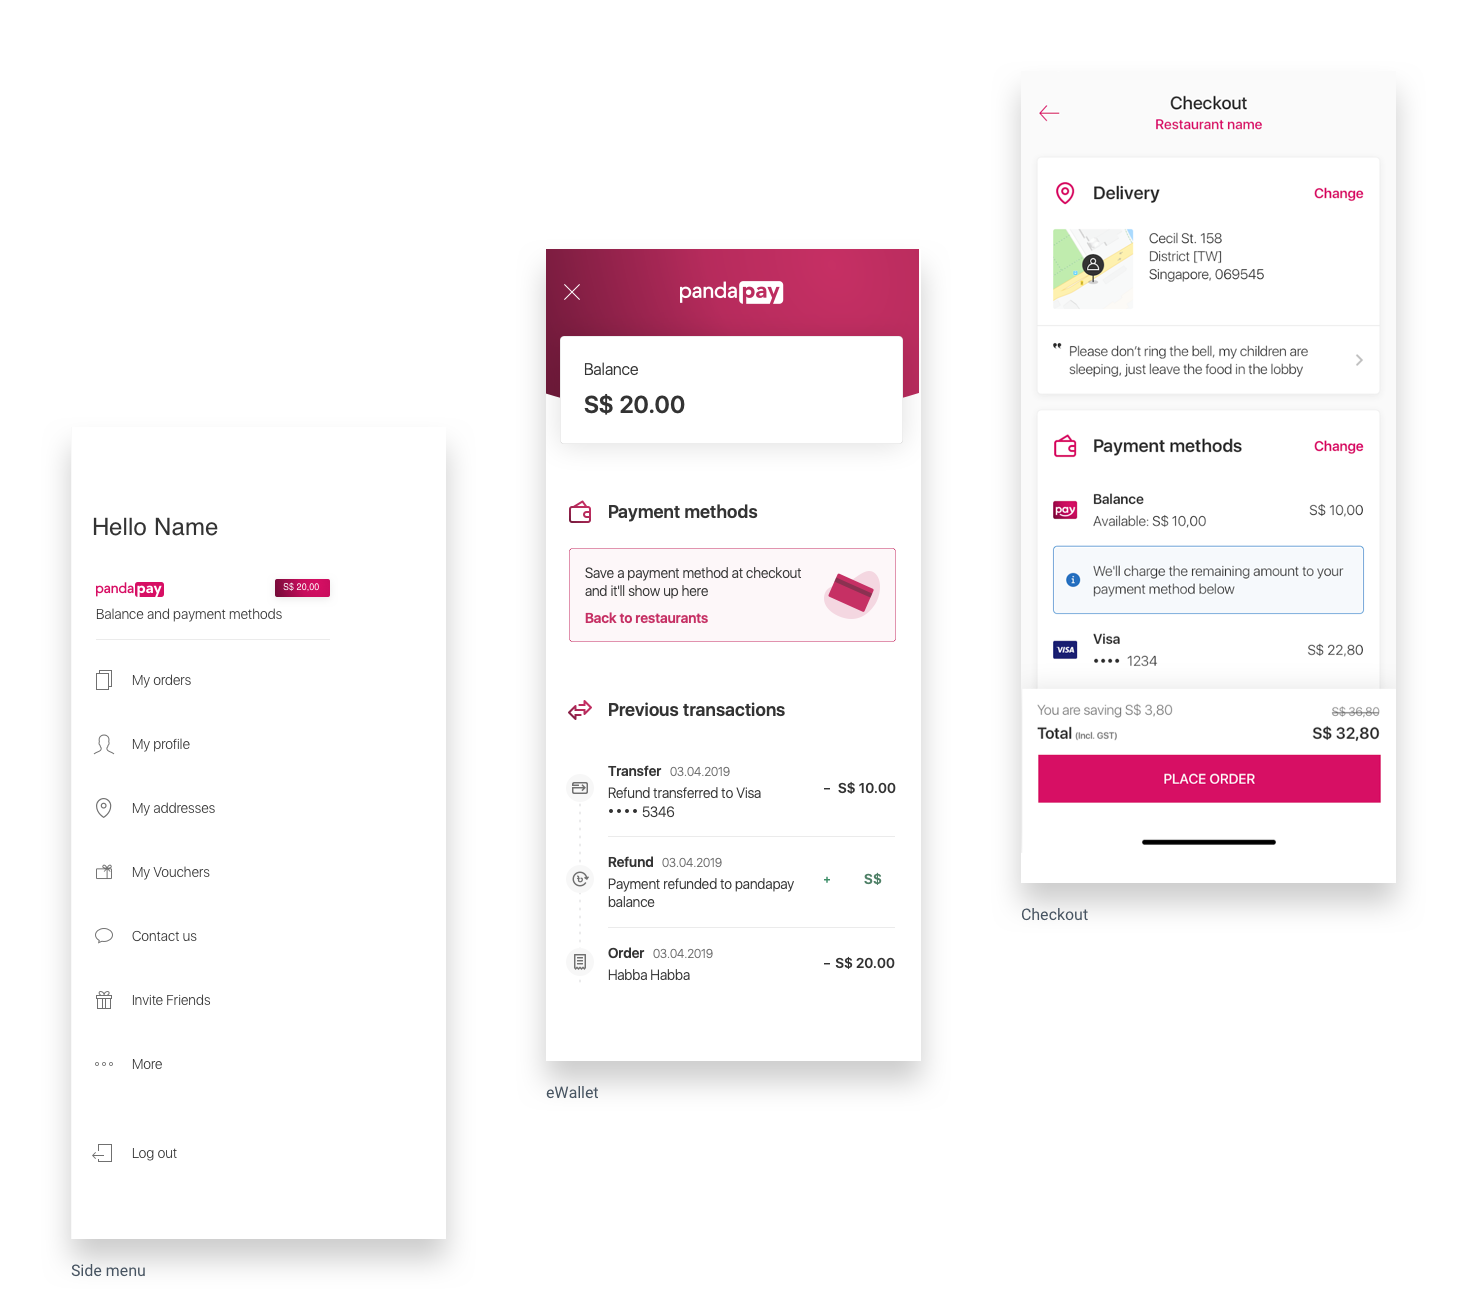 Hello Name
pandapay
S$ 20,00
Balance and payment methods
My orders
My profile
My addresses
My Vouchers
Contact us
Invite Friends
More
Log out
Side menu
pandapay
Balance
S$ 20.00
Payment methods
Save a payment method at checkout
and it'll show up here
Back to restaurants
Previous transactions
Transfer 03.04.2019
Refund transferred to Visa
•••• 5346
– S$ 10.00
Refund 03.04.2019
Payment refunded to pandapay
balance
+ S$
Order 03.04.2019
Habba Habba
– S$ 20.00
eWallet
Checkout
Restaurant name
Delivery
Change
Cecil St. 158
District [TW]
Singapore, 069545
" Please don’t ring the bell, my children are
sleeping, just leave the food in the lobby
Payment methods
Change
pay
Balance
Available: S$ 10,00
S$ 10,00
We'll charge the remaining amount to your
payment method below
VISA
Visa
•••• 1234
S$ 22,80
You are saving S$ 3,80
S$ 36,80
Total (Incl. GST)
S$ 32,80
PLACE ORDER
Checkout